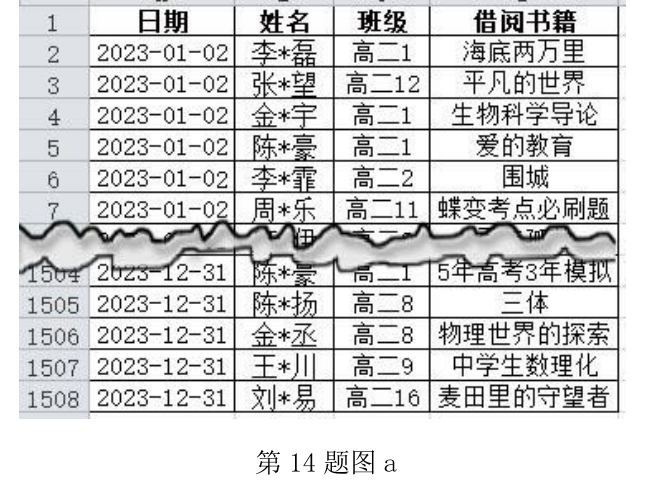 1 日期 姓名 班级 借阅书籍
2 2023-01-02 李*磊 高二1 海底两万里
3 2023-01-02 张*望 高二12 平凡的世界
4 2023-01-02 金*宇 高二1 生物科学导论
5 2023-01-02 陈*豪 高二1 爱的教育
6 2023-01-02 李*霏 高二2 围城
7 2023-01-02 周*乐 高二11 蝶变考点必刷题
1504 2023-12-31 陈*豪 高二1 5年高考3年模拟
1505 2023-12-31 陈*扬 高二8 三体
1506 2023-12-31 金*丞 高二8 物理世界的探索
1507 2023-12-31 王*川 高二9 中学生数理化
1508 2023-12-31 刘*易 高二16 麦田里的守望者
第 14 题图 a